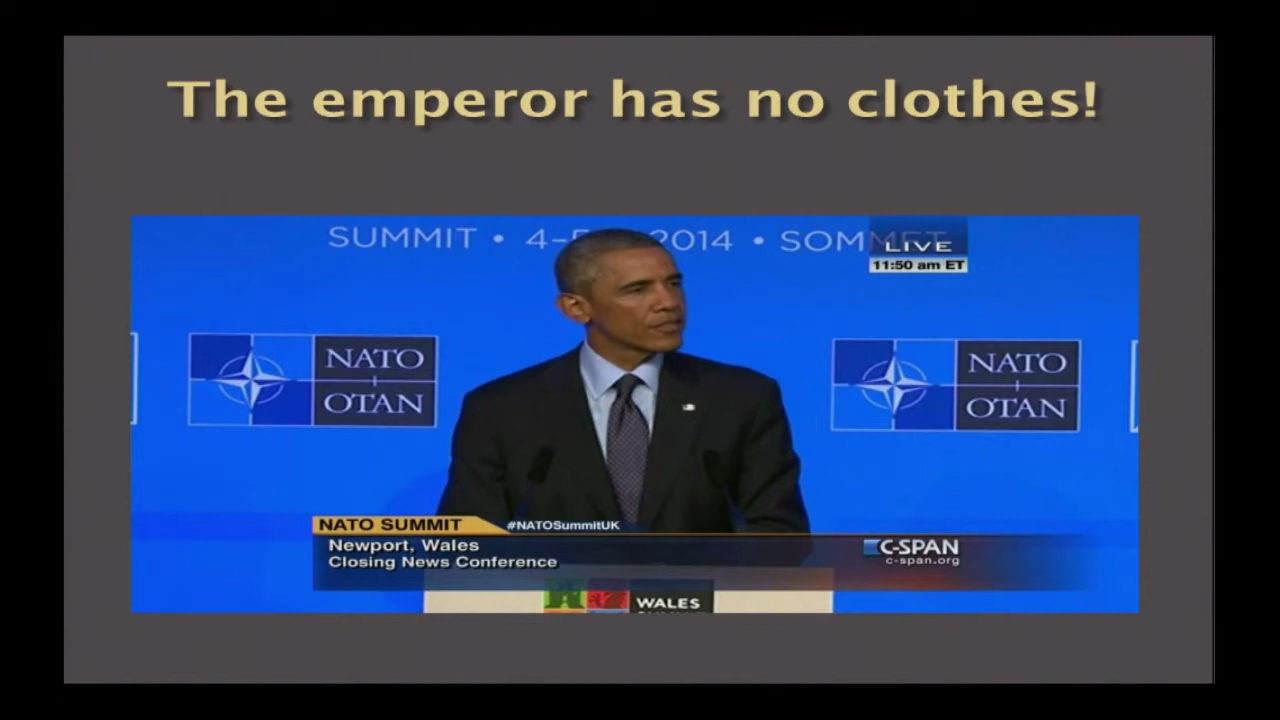 The emperor has no clothes!
SUMMIT • 4-5 2014 • SOMMET
LIVE
11:50 am ET
NATO
OTAN
NATO
OTAN
NATO SUMMIT
#NATOSummitUK
Newport, Wales
Closing News Conference
C-SPAN
c-span.org
WALES